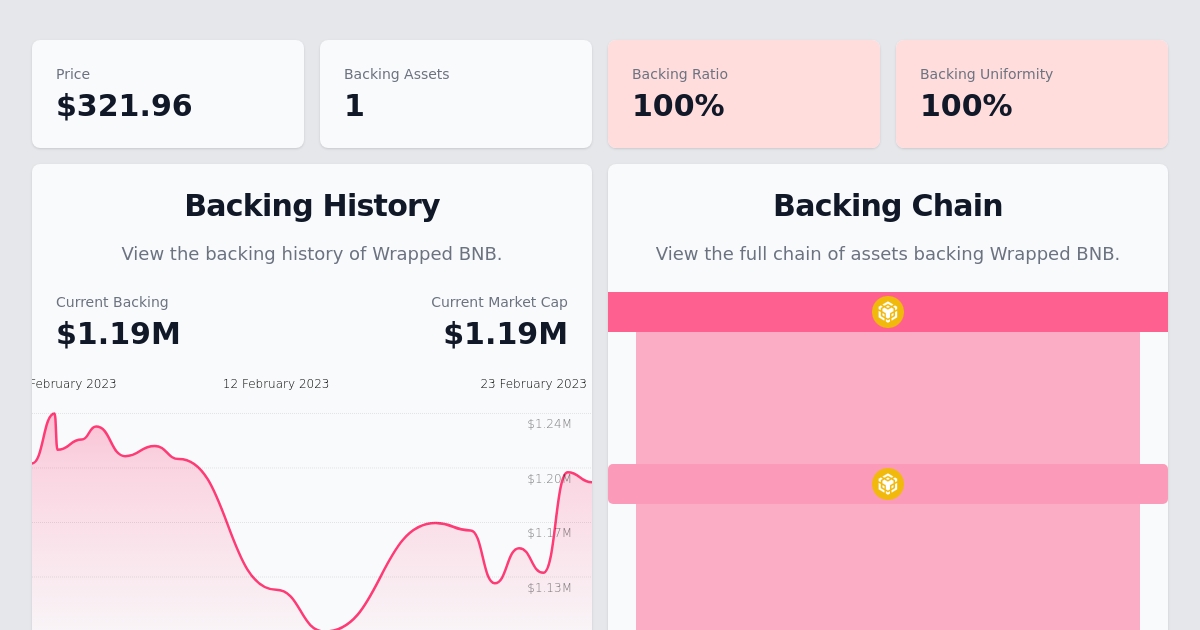 Price
$321.96
Backing Assets
1
Backing Ratio
100%
Backing Uniformity
100%
Backing History
View the backing history of Wrapped BNB.
Current Backing
$1.19M
Current Market Cap
$1.19M
February 2023
12 February 2023
23 February 2023
$1.24M
$1.20M
$1.17M
$1.13M
Backing Chain
View the full chain of assets backing Wrapped BNB.